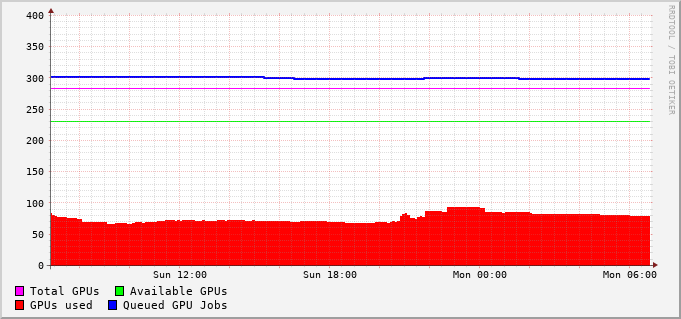 400
350
300
250
200
150
100
50
0
Sun 12:00 Sun 18:00 Mon 00:00 Mon 06:00
Total GPUs Available GPUs
GPUs used Queued GPU Jobs
RRDTOOL / TOBI OETIKER